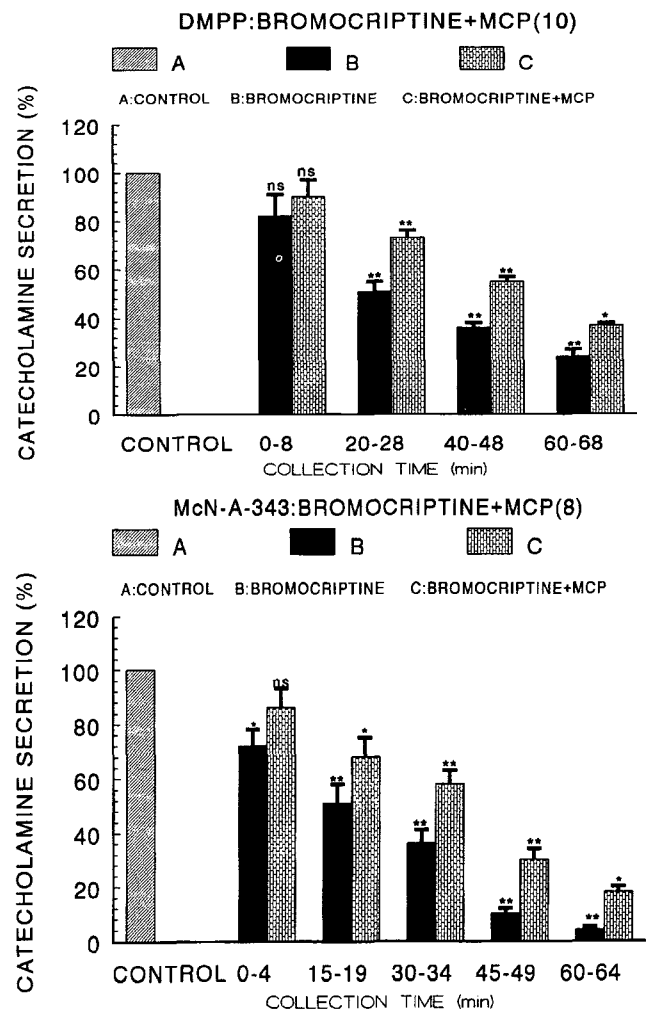 DMPP:BROMOCRIPTINE+MCP(10)
A B C
A:CONTROL B:BROMOCRIPTINE C:BROMOCRIPTINE+MCP
CATECHOLAMINE SECRETION (%)
120
100
80
60
40
20
0
ns ns
** **
** **
** *
CONTROL 0-8 20-28 40-48 60-68
COLLECTION TIME (min)
McN-A-343:BROMOCRIPTINE+MCP(8)
A B C
A:CONTROL B:BROMOCRIPTINE C:BROMOCRIPTINE+MCP
CATECHOLAMINE SECRETION (%)
120
100
80
60
40
20
0
* ns
** *
** **
** **
** *
CONTROL 0-4 15-19 30-34 45-49 60-64
COLLECTION TIME (min)